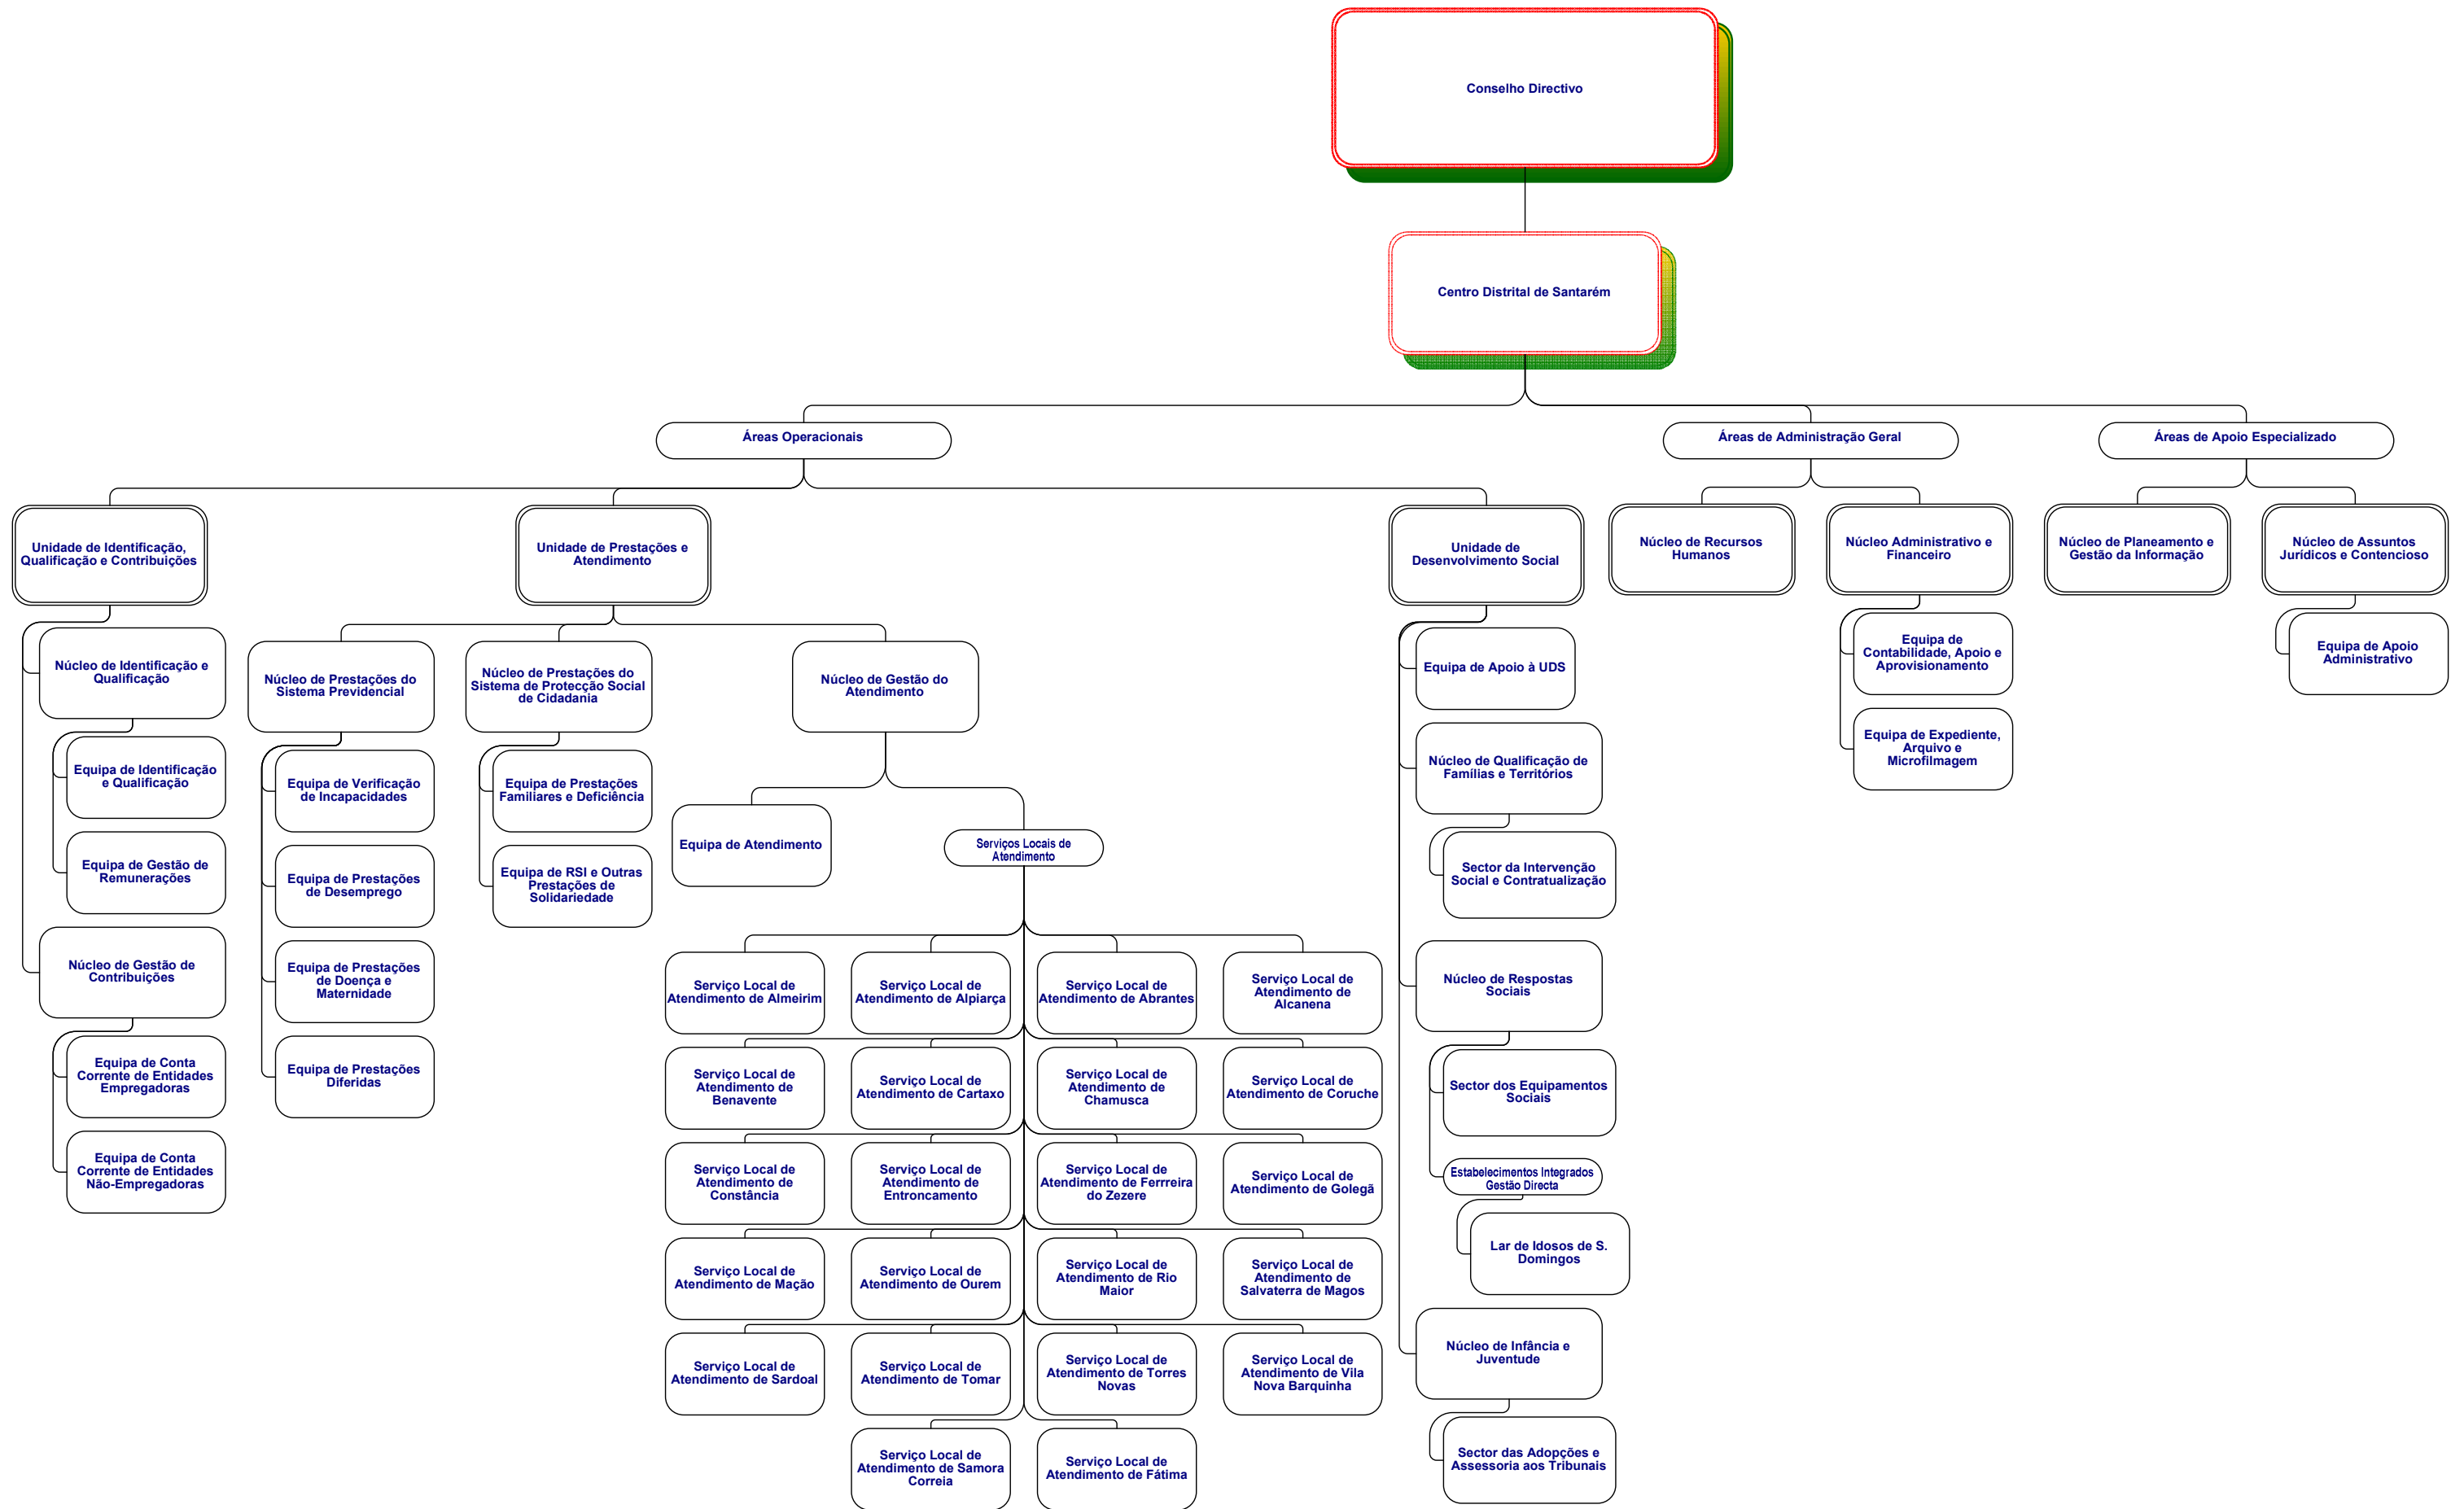 Conselho Directivo
Centro Distrital de Santarém
Áreas Operacionais
Áreas de Administração Geral
Áreas de Apoio Especializado
Unidade de Identificação,
Qualificação e Contribuições
Unidade de Prestações e
Atendimento
Unidade de
Desenvolvimento Social
Núcleo de Recursos
Humanos
Núcleo Administrativo e
Financeiro
Núcleo de Planeamento e
Gestão da Informação
Núcleo de Assuntos
Jurídicos e Contencioso
Núcleo de Identificação e
Qualificação
Equipa de Identificação
e Qualificação
Equipa de Gestão de
Remunerações
Núcleo de Gestão de
Contribuições
Equipa de Conta
Corrente de Entidades
Empregadoras
Equipa de Conta
Corrente de Entidades
Não-Empregadoras
Núcleo de Prestações do
Sistema Previdencial
Equipa de Verificação
de Incapacidades
Equipa de Prestações
de Desemprego
Equipa de Prestações
de Doença e
Maternidade
Equipa de Prestações
Diferidas
Núcleo de Prestações do
Sistema de Protecção Social
de Cidadania
Equipa de Prestações
Familiares e Deficiência
Equipa de RSI e Outras
Prestações de
Solidariedade
Núcleo de Gestão do
Atendimento
Equipa de Atendimento
Serviços Locais de
Atendimento
Serviço Local de
Atendimento de Almeirim
Serviço Local de
Atendimento de Alpiarça
Serviço Local de
Atendimento de Abrantes
Serviço Local de
Atendimento de
Alcanena
Serviço Local de
Atendimento de
Benavente
Serviço Local de
Atendimento de Cartaxo
Serviço Local de
Atendimento de
Chamusca
Serviço Local de
Atendimento de Coruche
Serviço Local de
Atendimento de
Constância
Serviço Local de
Atendimento de
Entroncamento
Serviço Local de
Atendimento de Ferrreira
do Zezere
Serviço Local de
Atendimento de Golegã
Serviço Local de
Atendimento de Mação
Serviço Local de
Atendimento de Ourem
Serviço Local de
Atendimento de Rio
Maior
Serviço Local de
Atendimento de
Salvaterra de Magos
Serviço Local de
Atendimento de Sardoal
Serviço Local de
Atendimento de Tomar
Serviço Local de
Atendimento de Torres
Novas
Serviço Local de
Atendimento de Vila
Nova Barquinha
Serviço Local de
Atendimento de Samora
Correia
Serviço Local de
Atendimento de Fátima
Equipa de Apoio à UDS
Núcleo de Qualificação de
Famílias e Territórios
Sector da Intervenção
Social e Contratualização
Núcleo de Respostas
Sociais
Sector dos Equipamentos
Sociais
Estabelecimentos Integrados
Gestão Directa
Lar de Idosos de S.
Domingos
Núcleo de Infância e
Juventude
Sector das Adopções e
Assessoria aos Tribunais
Equipa de
Contabilidade, Apoio e
Aprovisionamento
Equipa de Expediente,
Arquivo e
Microfilmagem
Equipa de Apoio
Administrativo